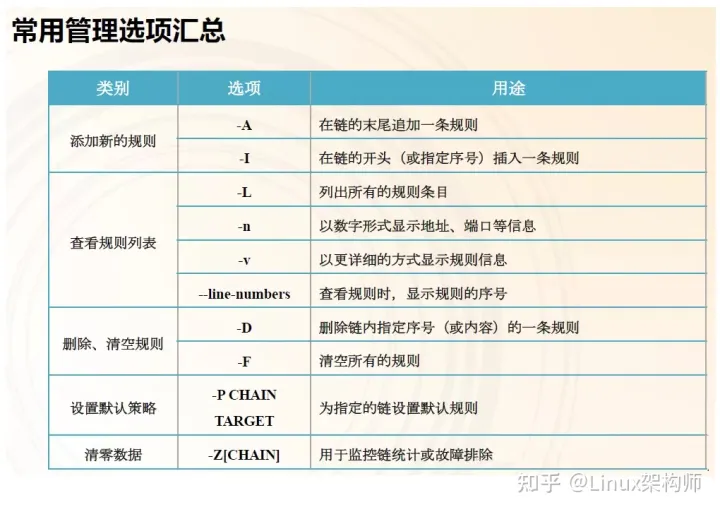 常用管理选项汇总
类别 选项 用途
添加新的规则 -A 在链的末尾追加一条规则
-I 在链的开头（或指定序号）插入一条规则
查看规则列表 -L 列出所有的规则条目
-n 以数字形式显示地址、端口等信息
-v 以更详细的方式显示规则信息
--line-numbers 查看规则时，显示规则的序号
删除、清空规则 -D 删除链内指定序号（或内容）的一条规则
-F 清空所有的规则
设置默认策略 -P CHAIN TARGET 为指定的链设置默认规则
清零数据 -Z[CHAIN] 用于监控链统计或故障排除
知乎 @Linux架构师